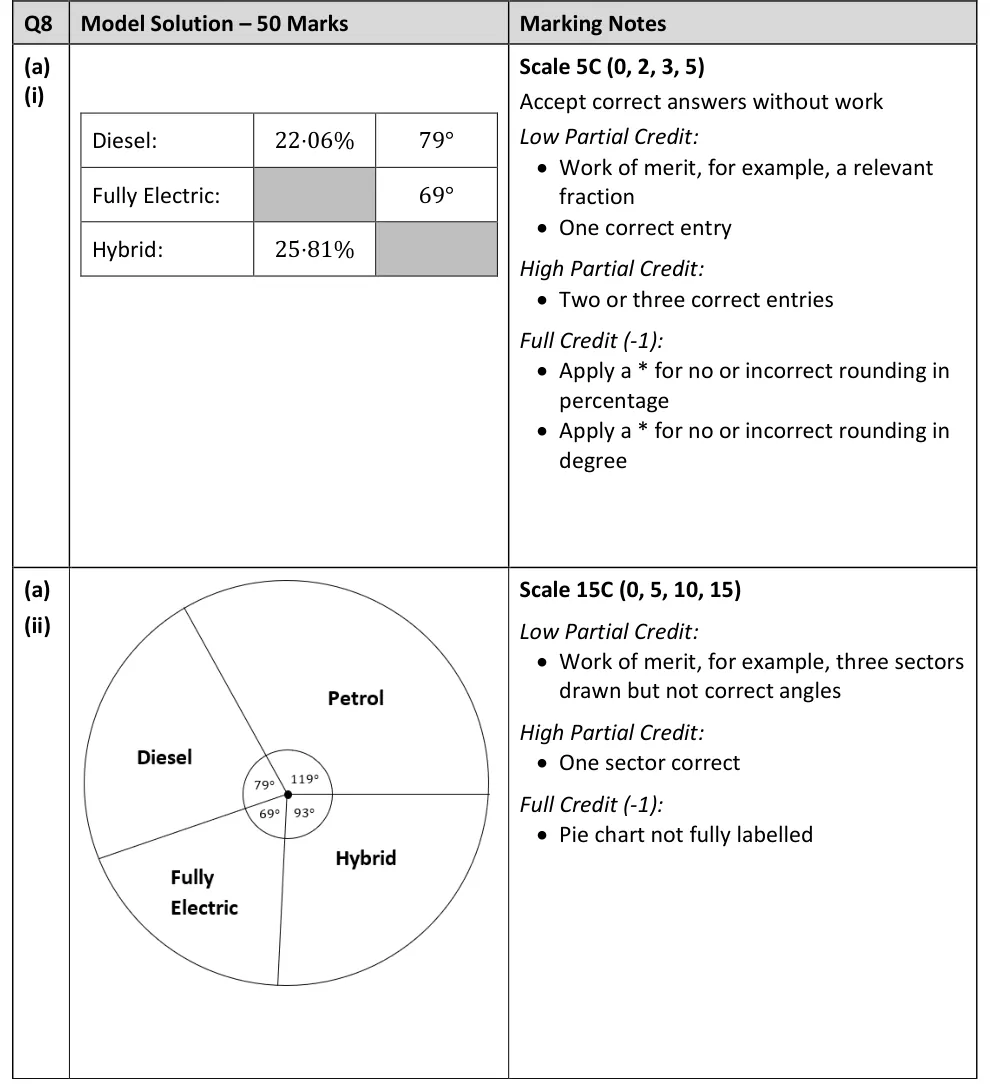 Q8 Model Solution – 50 Marks Marking Notes
(a)
(i)
Diesel: 22·06% 79°
Fully Electric: 69°
Hybrid: 25·81%
Scale 5C (0, 2, 3, 5)
Accept correct answers without work
Low Partial Credit:
• Work of merit, for example, a relevant
fraction
• One correct entry
High Partial Credit:
• Two or three correct entries
Full Credit (-1):
• Apply a * for no or incorrect rounding in
percentage
• Apply a * for no or incorrect rounding in
degree
(a)
(ii)
Petrol
Diesel
79° 119°
69° 93°
Hybrid
Fully
Electric
Scale 15C (0, 5, 10, 15)
Low Partial Credit:
• Work of merit, for example, three sectors
drawn but not correct angles
High Partial Credit:
• One sector correct
Full Credit (-1):
• Pie chart not fully labelled